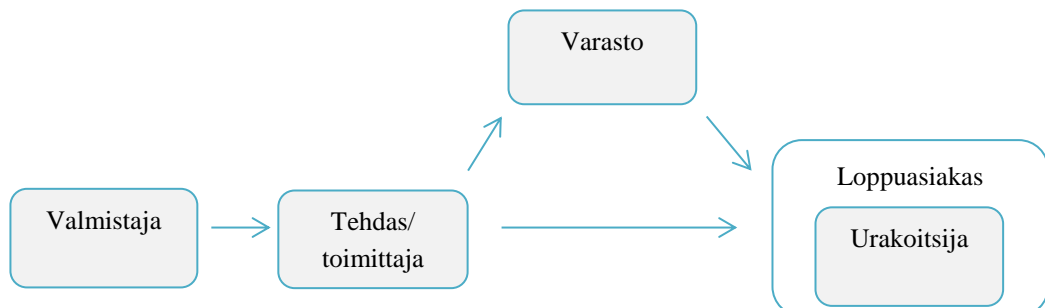 Varasto
Loppuasiakas
Valmistaja
Tehdas/
toimittaja
Urakoitsija